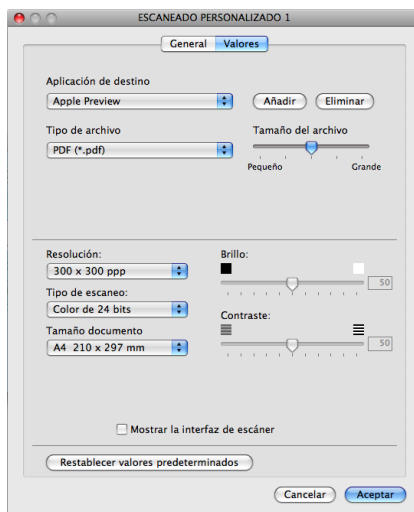 ESCANEADO PERSONALIZADO 1
General Valores
Aplicación de destino
Apple Preview Añadir Eliminar
Tipo de archivo Tamaño del archivo
PDF (*.pdf)
Pequeño Grande
Resolución: Brillo:
300 x 300 ppp
50
Tipo de escaneo:
Color de 24 bits
Contraste:
Tamaño documento
A4 210 x 297 mm 50
Mostrar la interfaz de escáner
Restablecer valores predeterminados
Cancelar Aceptar